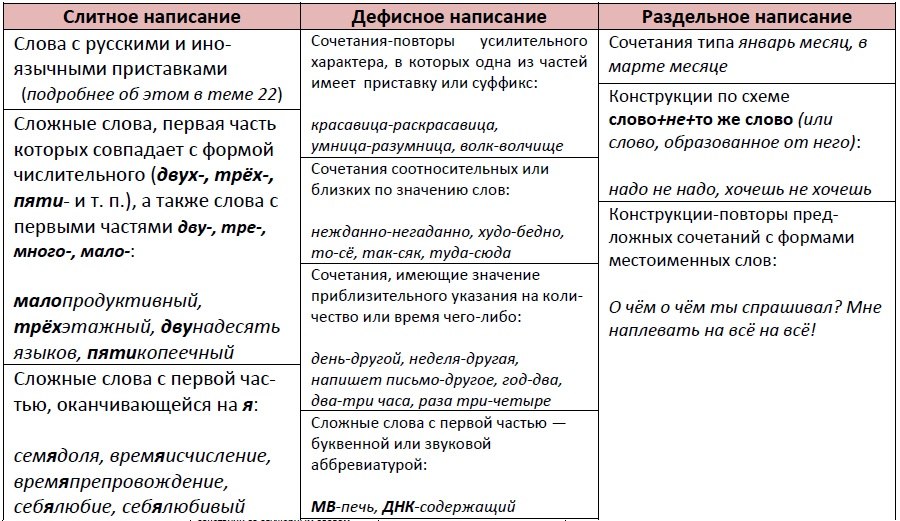 Слитное написание
Слова с русскими и ино-
язычными приставками
(подробнее об этом в теме 22)
Сложные слова, первая часть
которых совпадает с формой
числительного (двух-, трёх-,
пяти- и т. п.), а также слова с
первыми частями дву-, тре-,
много-, мало-:
малопродуктивный,
трёхэтажный, двунадесять
языков, пятикопеечный
Сложные слова с первой час-
тью, оканчивающейся на я:
семядоля, времяисчисление,
времяпрепровождение,
себялюбие, себялюбивый
Дефисное написание
Сочетания-повторы усилительного
характера, в которых одна из частей
имеет приставку или суффикс:
красавица-раскрасавица,
умница-разумница, волк-волчище
Сочетания соотносительных или
близких по значению слов:
нежданно-негаданно, худо-бедно,
то-сё, так-сяк, туда-сюда
Сочетания, имеющие значение
приблизительного указания на коли-
чество или время чего-либо:
день-другой, неделя-другая,
напишет письмо-другое, год-два,
два-три часа, раза три-четыре
Сложные слова с первой частью —
буквенной или звуковой
аббревиатурой:
МВ-печь, ДНК-содержащий
Раздельное написание
Сочетания типа январь месяц, в
марте месяце
Конструкции по схеме
слово+не+то же слово (или
слово, образованное от него):
надо не надо, хочешь не хочешь
Конструкции-повторы пред-
ложных сочетаний с формами
местоименных слов:
О чём о чём ты спрашивал? Мне
наплевать на всё на всё!